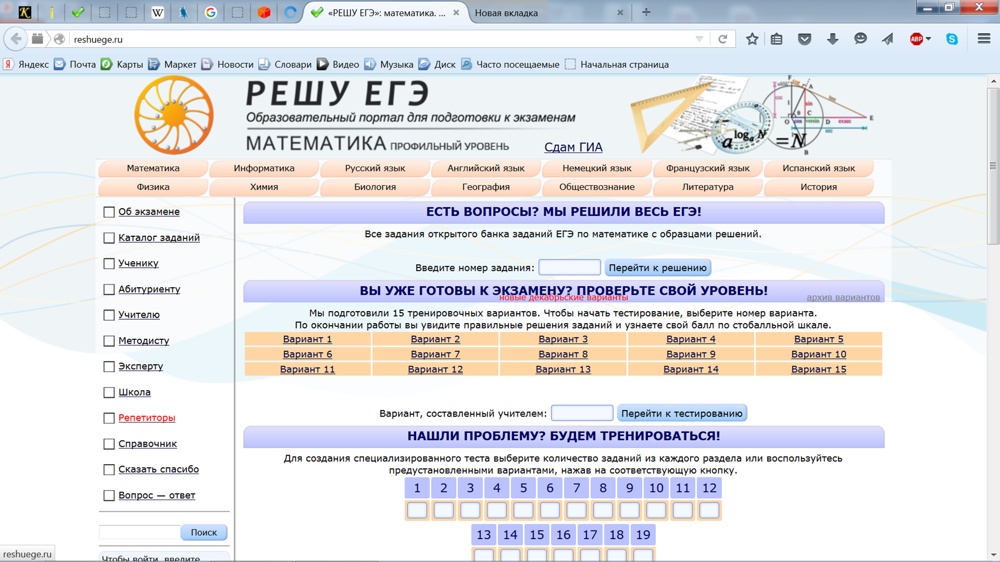 «РЕШУ ЕГЭ»: математика. ...
Новая вкладка
reshuege.ru
Яндекс Почта Карты Маркет Новости Словари Видео Музыка Диск Часто посещаемые Начальная страница
РЕШУ ЕГЭ
Образовательный портал для подготовки к экзаменам
МАТЕМАТИКА ПРОФИЛЬНЫЙ УРОВЕНЬ
Сдам ГИА
Математика Информатика Русский язык Английский язык Немецкий язык Французский язык Испанский язык
Физика Химия Биология География Обществознание Литература История
Об экзамене
Каталог заданий
Ученику
Абитуриенту
Учителю
Методисту
Эксперту
Школа
Репетиторы
Справочник
Сказать спасибо
Вопрос — ответ
Поиск
Чтобы войти, введите
ЕСТЬ ВОПРОСЫ? МЫ РЕШИЛИ ВЕСЬ ЕГЭ!
Все задания открытого банка заданий ЕГЭ по математике с образцами решений.
Введите номер задания: Перейти к решению
ВЫ УЖЕ ГОТОВЫ К ЭКЗАМЕНУ? ПРОВЕРЬТЕ СВОЙ УРОВЕНЬ!
новые декабрьские варианты
архив вариантов
Мы подготовили 15 тренировочных вариантов. Чтобы начать тестирование, выберите номер варианта.
По окончании работы вы увидите правильные решения заданий и узнаете свой балл по стобалльной шкале.
Вариант 1 Вариант 2 Вариант 3 Вариант 4 Вариант 5
Вариант 6 Вариант 7 Вариант 8 Вариант 9 Вариант 10
Вариант 11 Вариант 12 Вариант 13 Вариант 14 Вариант 15
Вариант, составленный учителем: Перейти к тестированию
НАШЛИ ПРОБЛЕМУ? БУДЕМ ТРЕНИРОВАТЬСЯ!
Для создания специализированного теста выберите количество заданий из каждого раздела или воспользуйтесь
предустановленными вариантами, нажав на соответствующую кнопку.
1 2 3 4 5 6 7 8 9 10 11 12
13 14 15 16 17 18 19
reshuege.ru